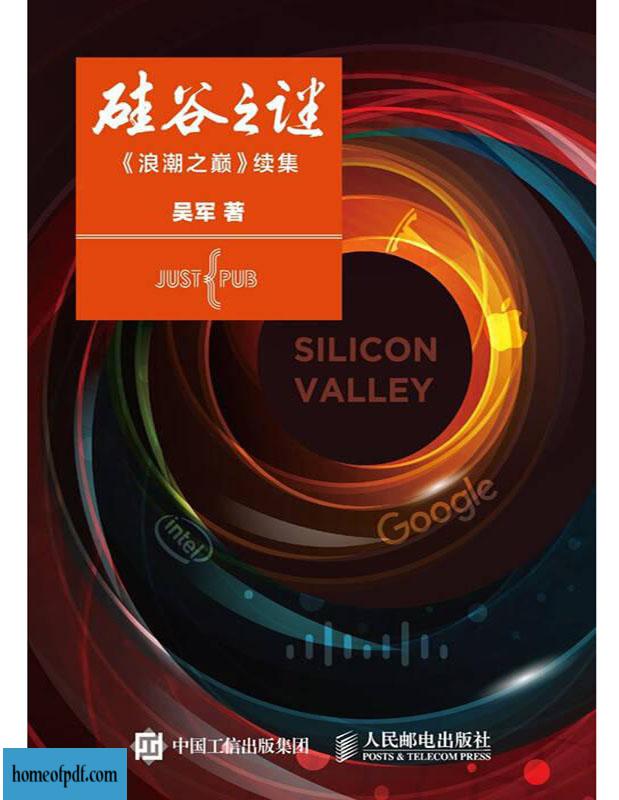 硅谷之谜
《浪潮之巅》续集
吴军 著
JUST PUB
SILICON
VALLEY
Google
intel
中国工信出版集团
人民邮电出版社
POSTS & TELECOM PRESS
homeofpdf.com